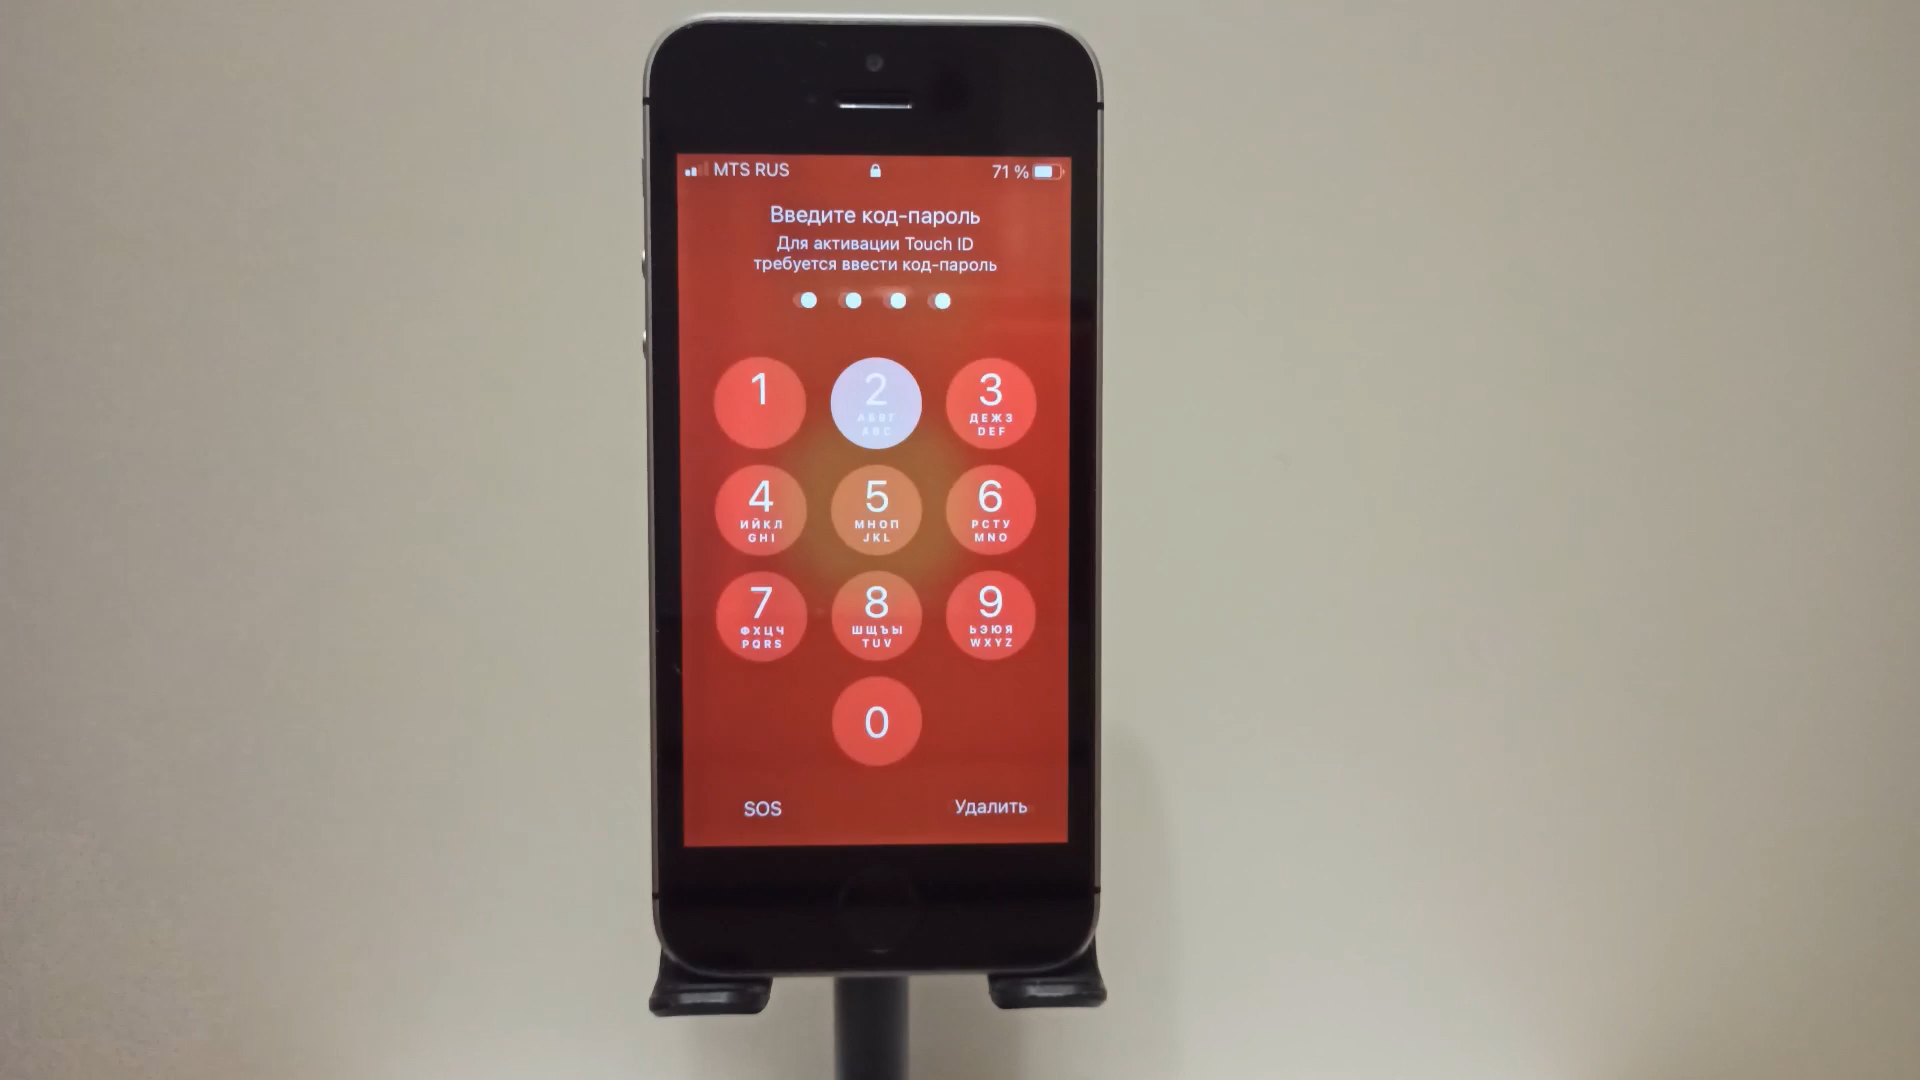 MTS RUS 71 %
Введите код-пароль
Для активации Touch ID
требуется ввести код-пароль
1 2 3
АБВГ ДЕЖЗ
ABC DEF
4 5 6
ИЙКЛ МНОП РСТУ
GHI JKL MNO
7 8 9
ФХЦЧ ШЩЪЫ ЬЭЮЯ
PQRS TUV WXYZ
0
SOS Удалить